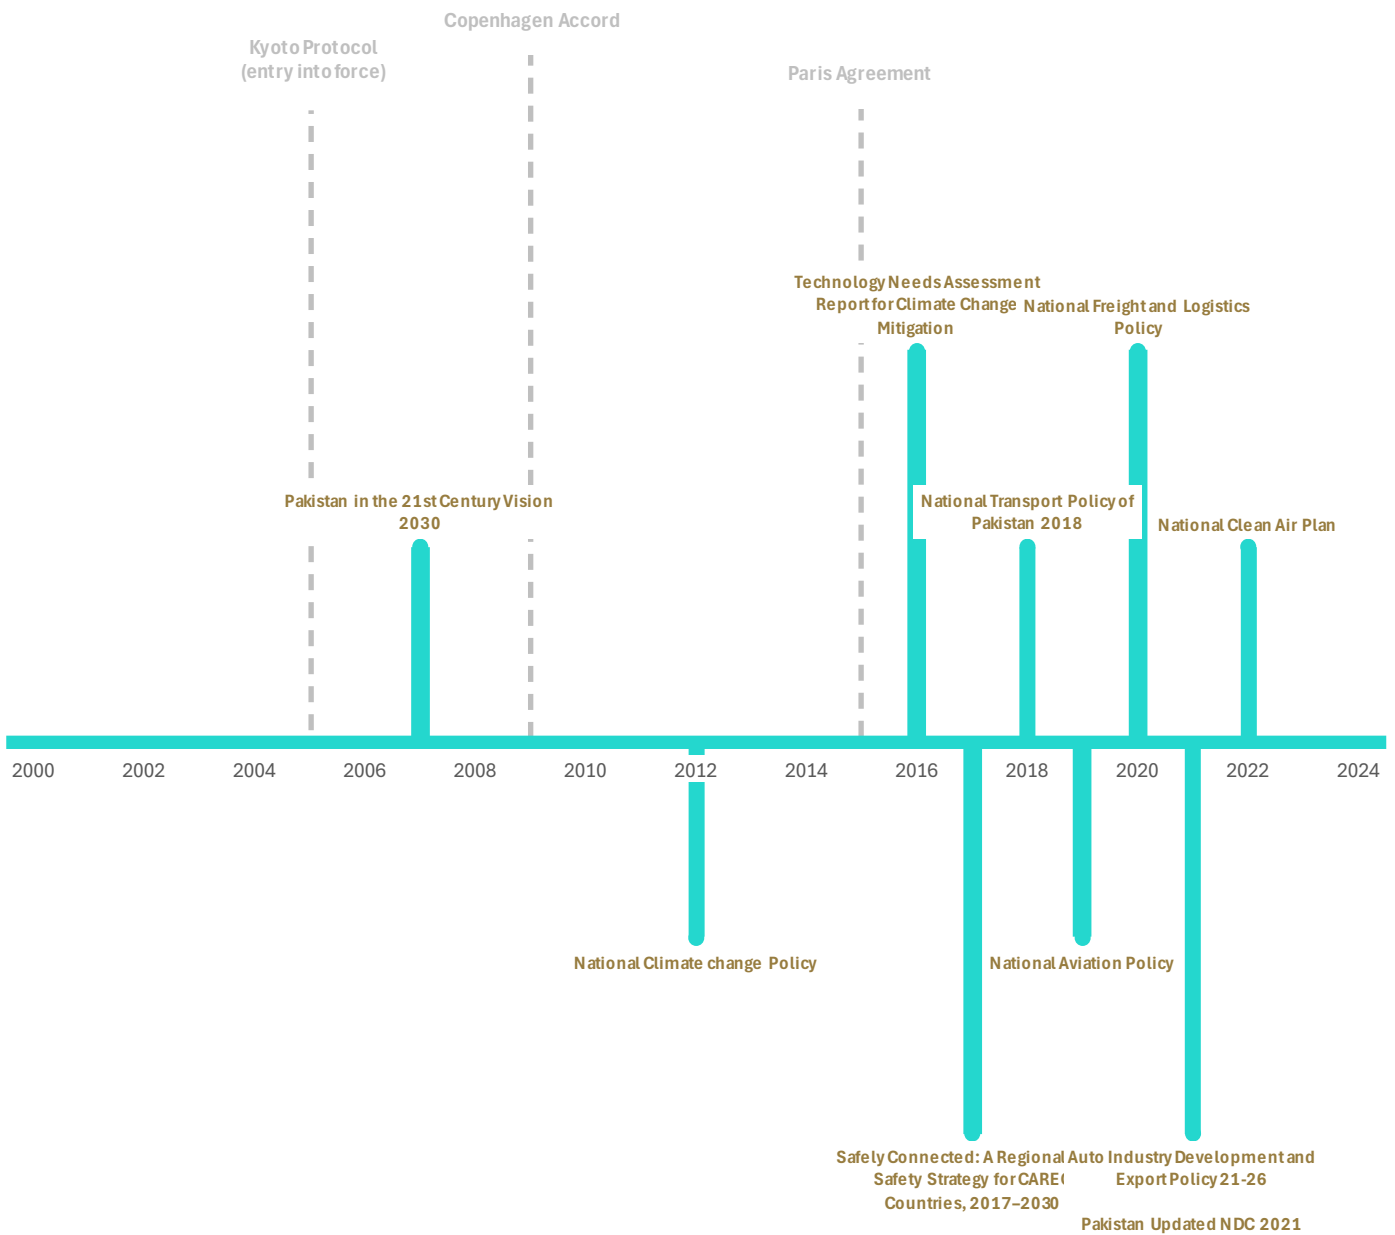 Copenhagen Accord
Kyoto Protocol
(entry into force)
Paris Agreement
Technology Needs Assessment
Report for Climate Change
Mitigation
National Freight and Logistics
Policy
Pakistan in the 21st Century Vision
2030
National Transport Policy of
Pakistan 2018
National Clean Air Plan
2000 2002 2004 2006 2008 2010 2012 2014 2016 2018 2020 2022 2024
National Climate change Policy
National Aviation Policy
Safely Connected: A Regional
Safety Strategy for CARE
Countries, 2017–2030
Auto Industry Development and
Export Policy 21-26
Pakistan Updated NDC 2021